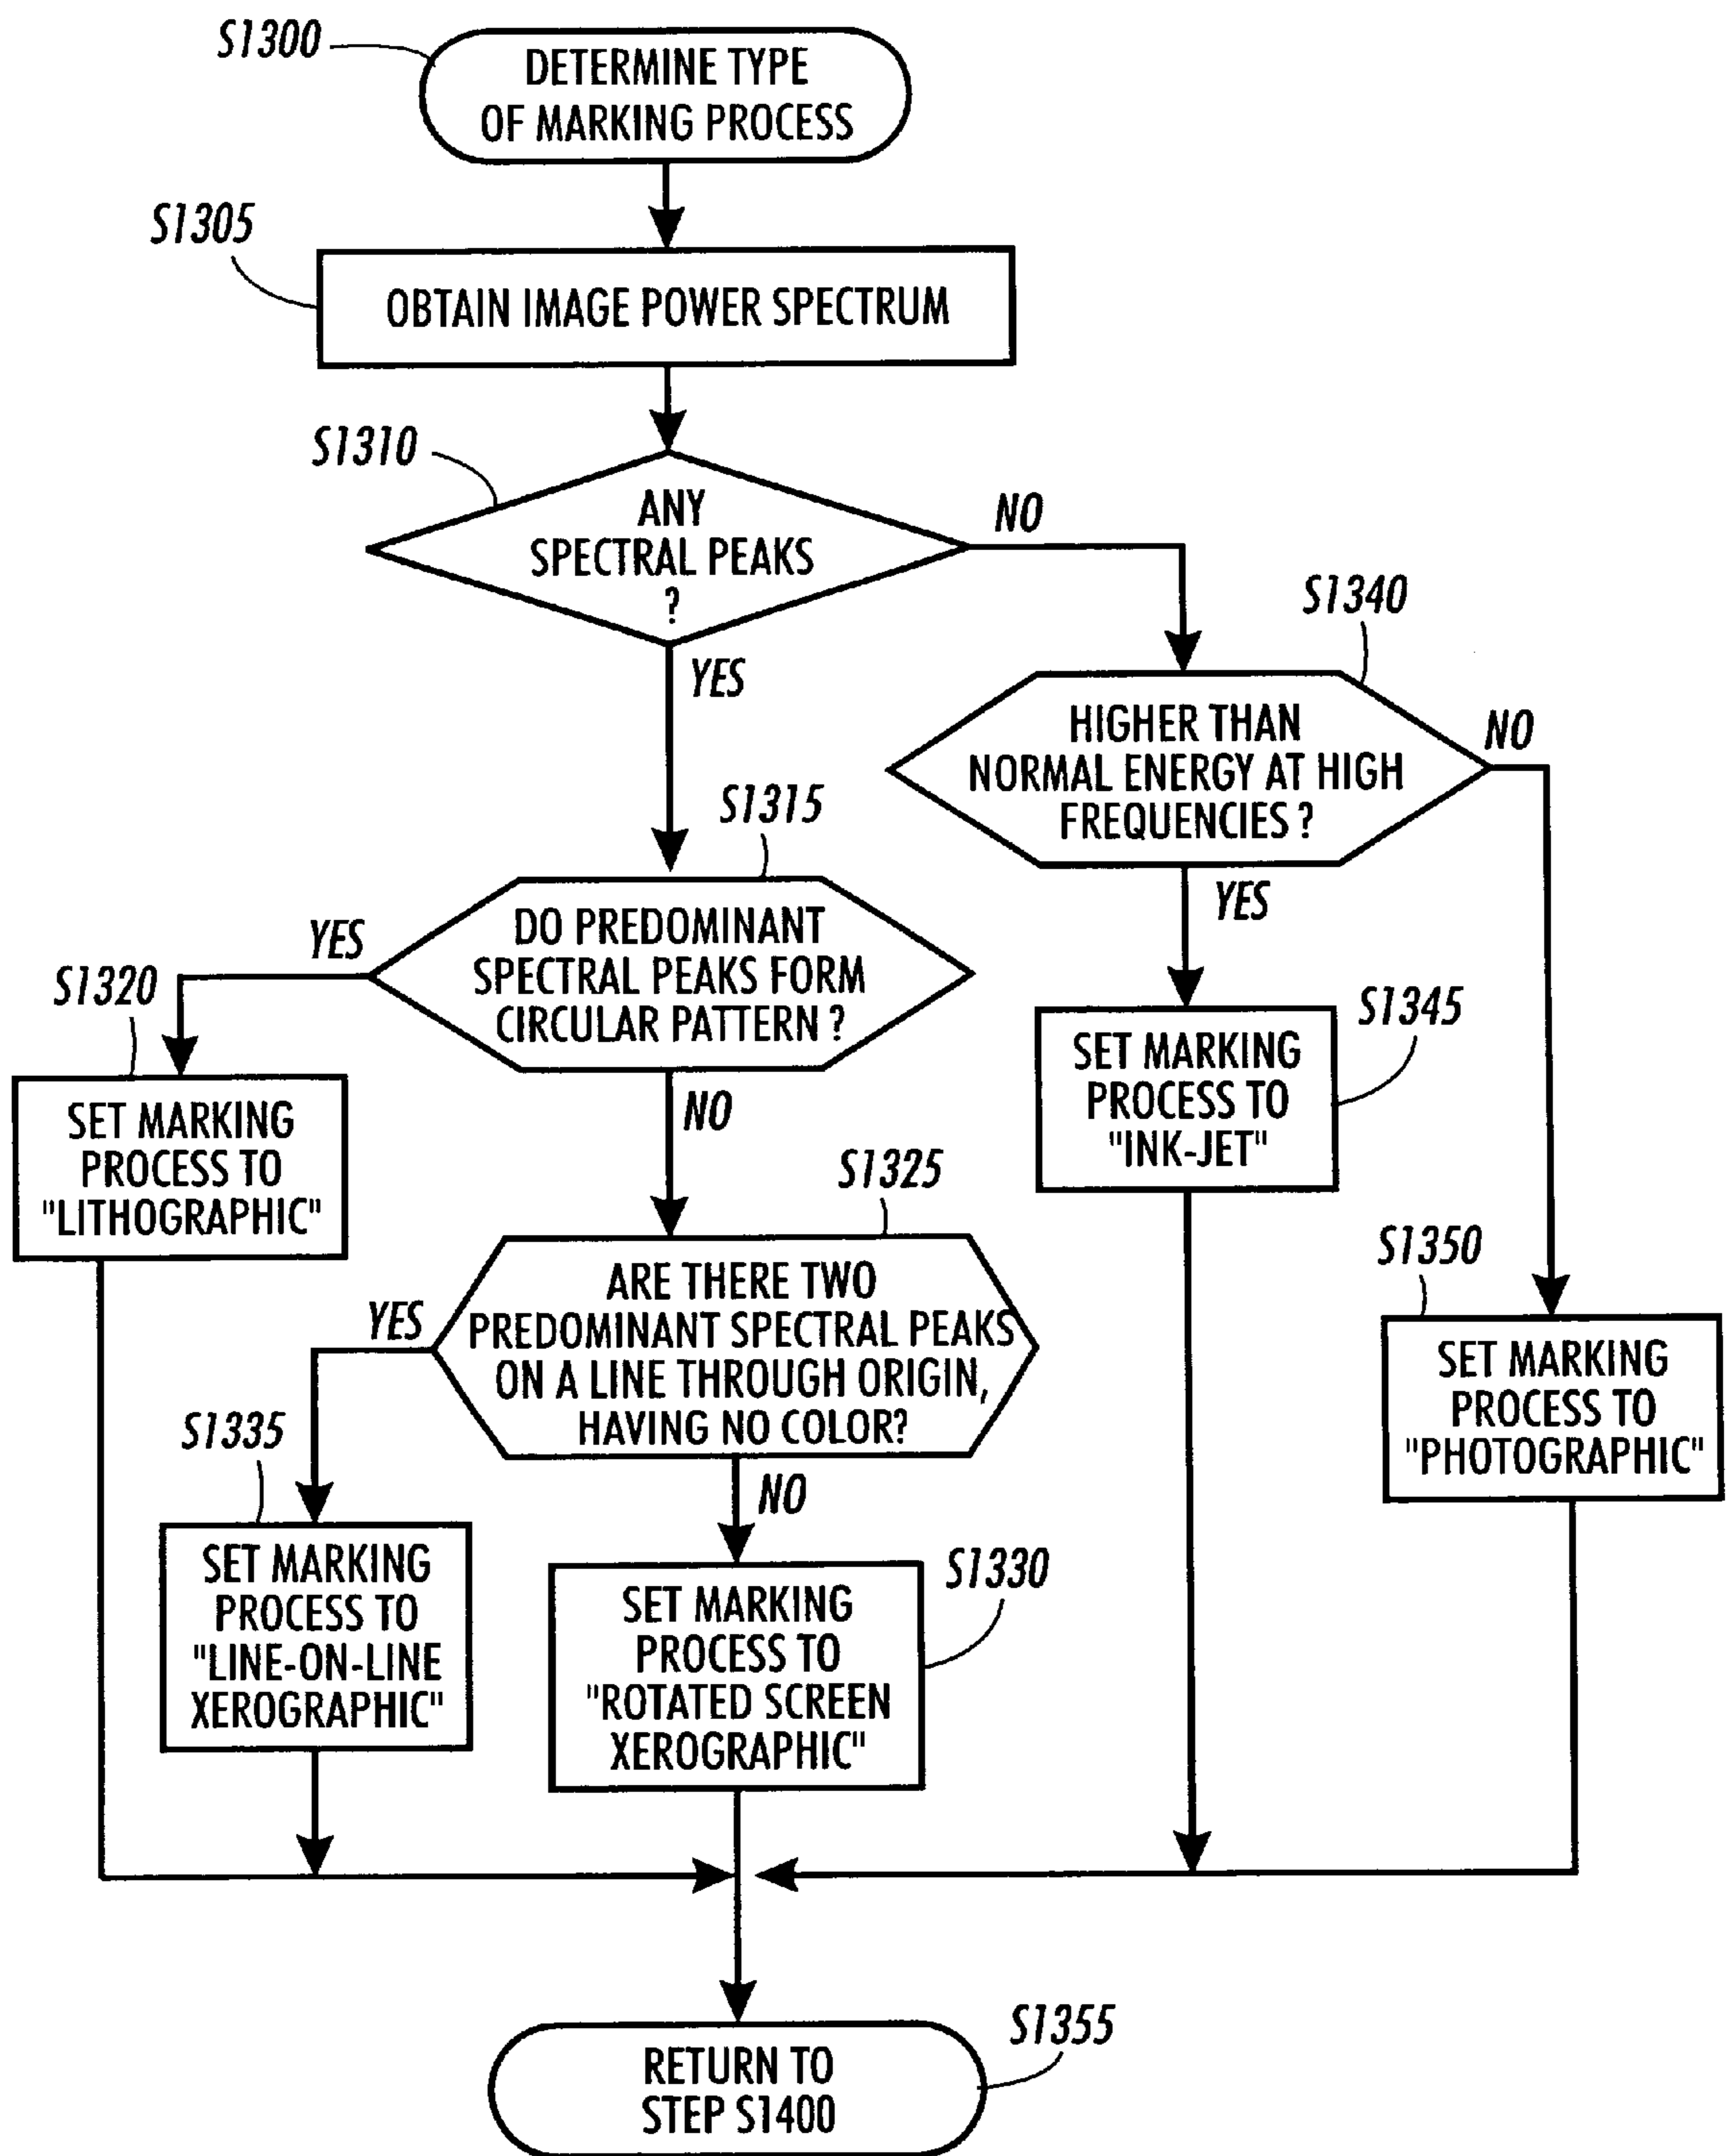 S1300
DETERMINE TYPE
OF MARKING PROCESS
S1305
OBTAIN IMAGE POWER SPECTRUM
S1310
ANY
SPECTRAL PEAKS
?
NO
YES
S1340
HIGHER THAN
NORMAL ENERGY AT HIGH
FREQUENCIES ?
NO
YES
S1315
DO PREDOMINANT
SPECTRAL PEAKS FORM
CIRCULAR PATTERN ?
YES
NO
S1320
SET MARKING
PROCESS TO
"LITHOGRAPHIC"
S1345
SET MARKING
PROCESS TO
"INK-JET"
S1325
ARE THERE TWO
PREDOMINANT SPECTRAL PEAKS
ON A LINE THROUGH ORIGIN,
HAVING NO COLOR?
YES
NO
S1350
SET MARKING
PROCESS TO
"PHOTOGRAPHIC"
S1335
SET MARKING
PROCESS TO
"LINE-ON-LINE
XEROGRAPHIC"
S1330
SET MARKING
PROCESS TO
"ROTATED SCREEN
XEROGRAPHIC"
S1355
RETURN TO
STEP S1400